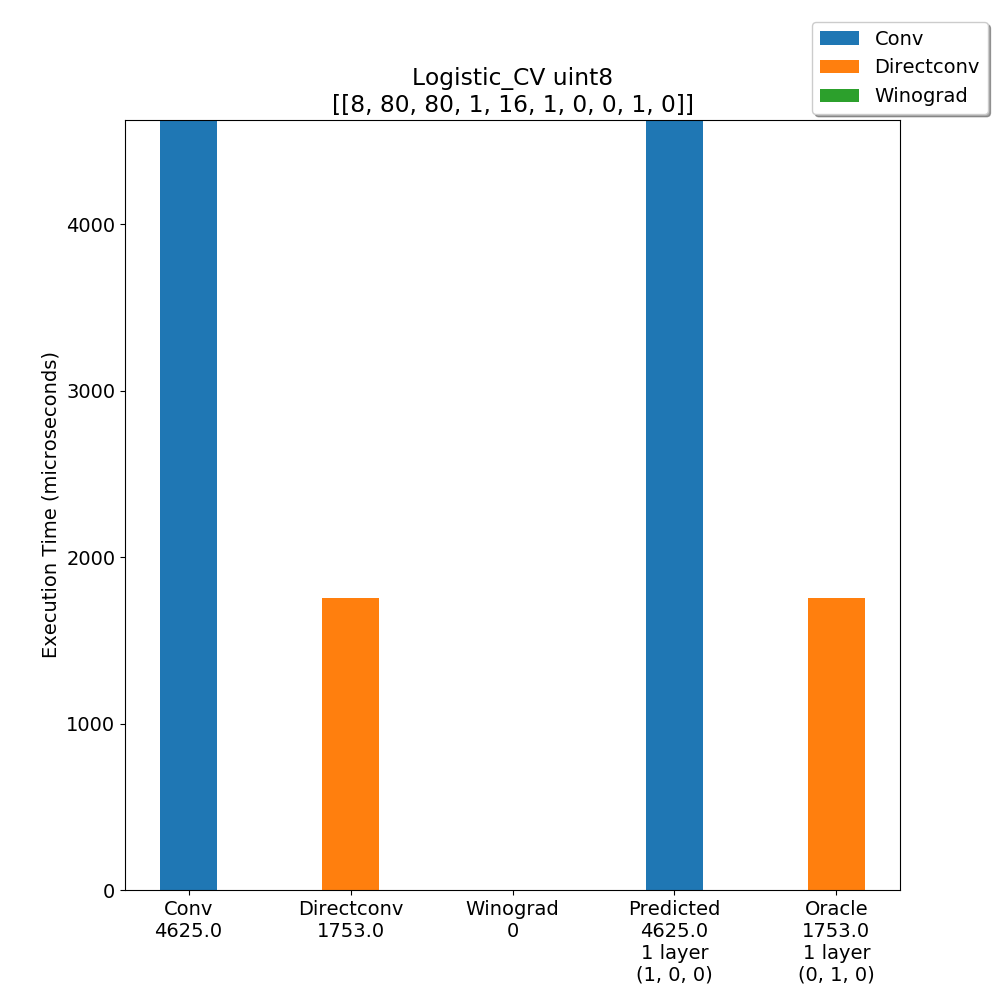 Conv
Directconv
Winograd
Logistic_CV uint8
[[8, 80, 80, 1, 16, 1, 0, 0, 1, 0]]
Execution Time (microseconds)
4000
3000
2000
1000
0
Conv
4625.0
Directconv
1753.0
Winograd
0
Predicted
4625.0
1 layer
(1, 0, 0)
Oracle
1753.0
1 layer
(0, 1, 0)